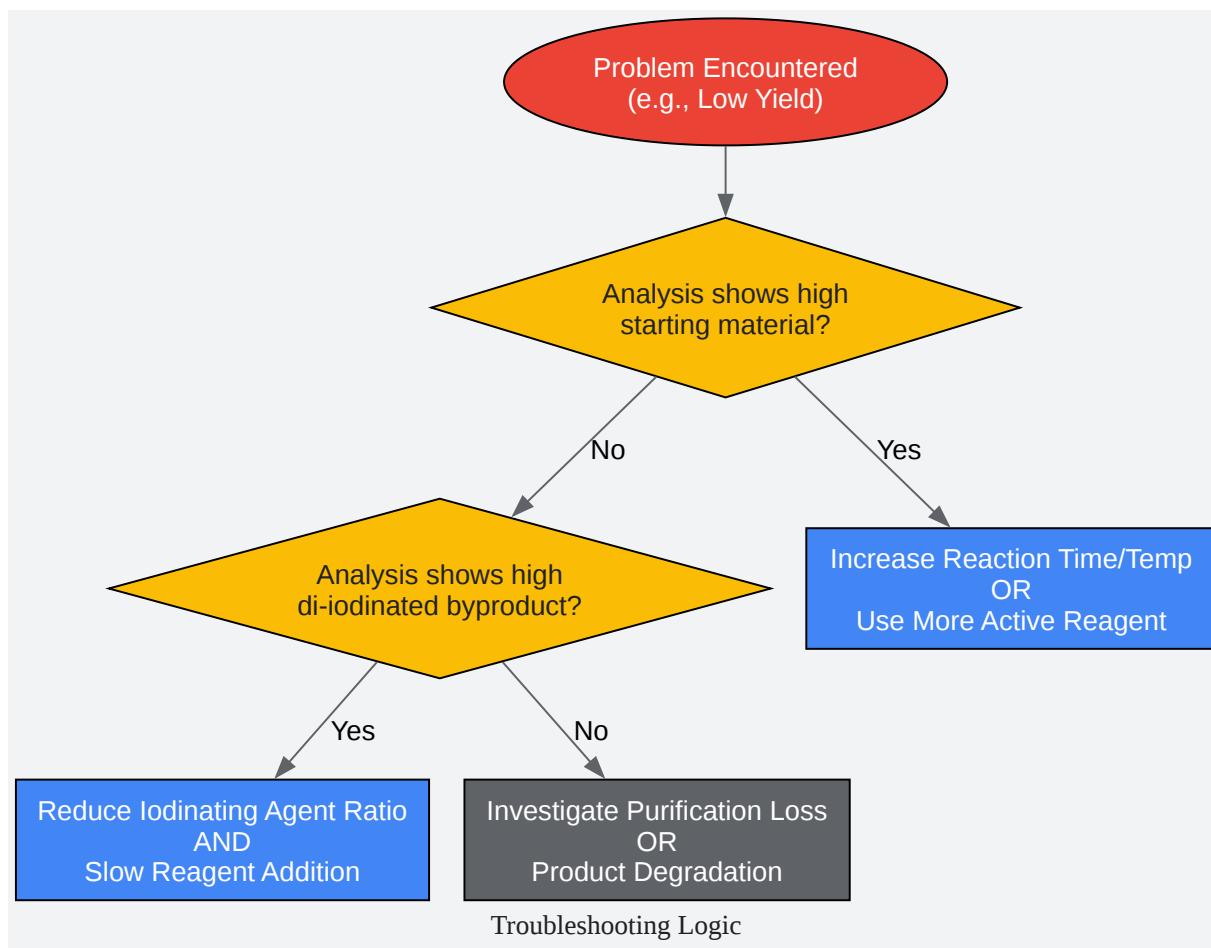 Problem Encountered
(e.g., Low Yield)
Analysis shows high
starting material?
No
Yes
Analysis shows high
di-iodinated byproduct?
Increase Reaction Time/Temp
OR
Use More Active Reagent
Yes
No
Reduce Iodinating Agent Ratio
AND
Slow Reagent Addition
Investigate Purification Loss
OR
Product Degradation
Troubleshooting Logic